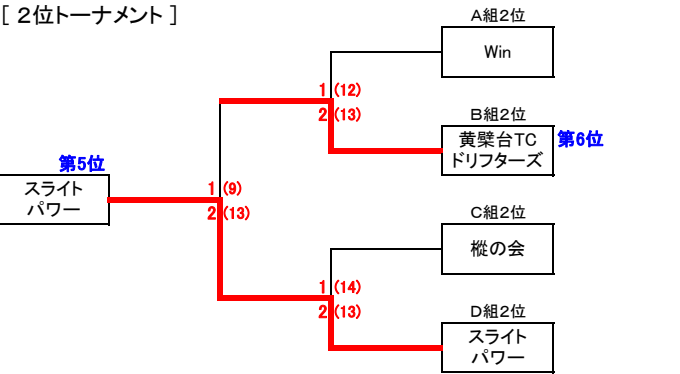 [ 2位トーナメント ]
A組2位
Win
1 (12)
2 (13)
B組2位
黄檗台TC
ドリフターズ
第6位
第5位
スライト
パワー
1 (9)
2 (13)
C組2位
樅の会
1 (14)
2 (13)
D組2位
スライト
パワー